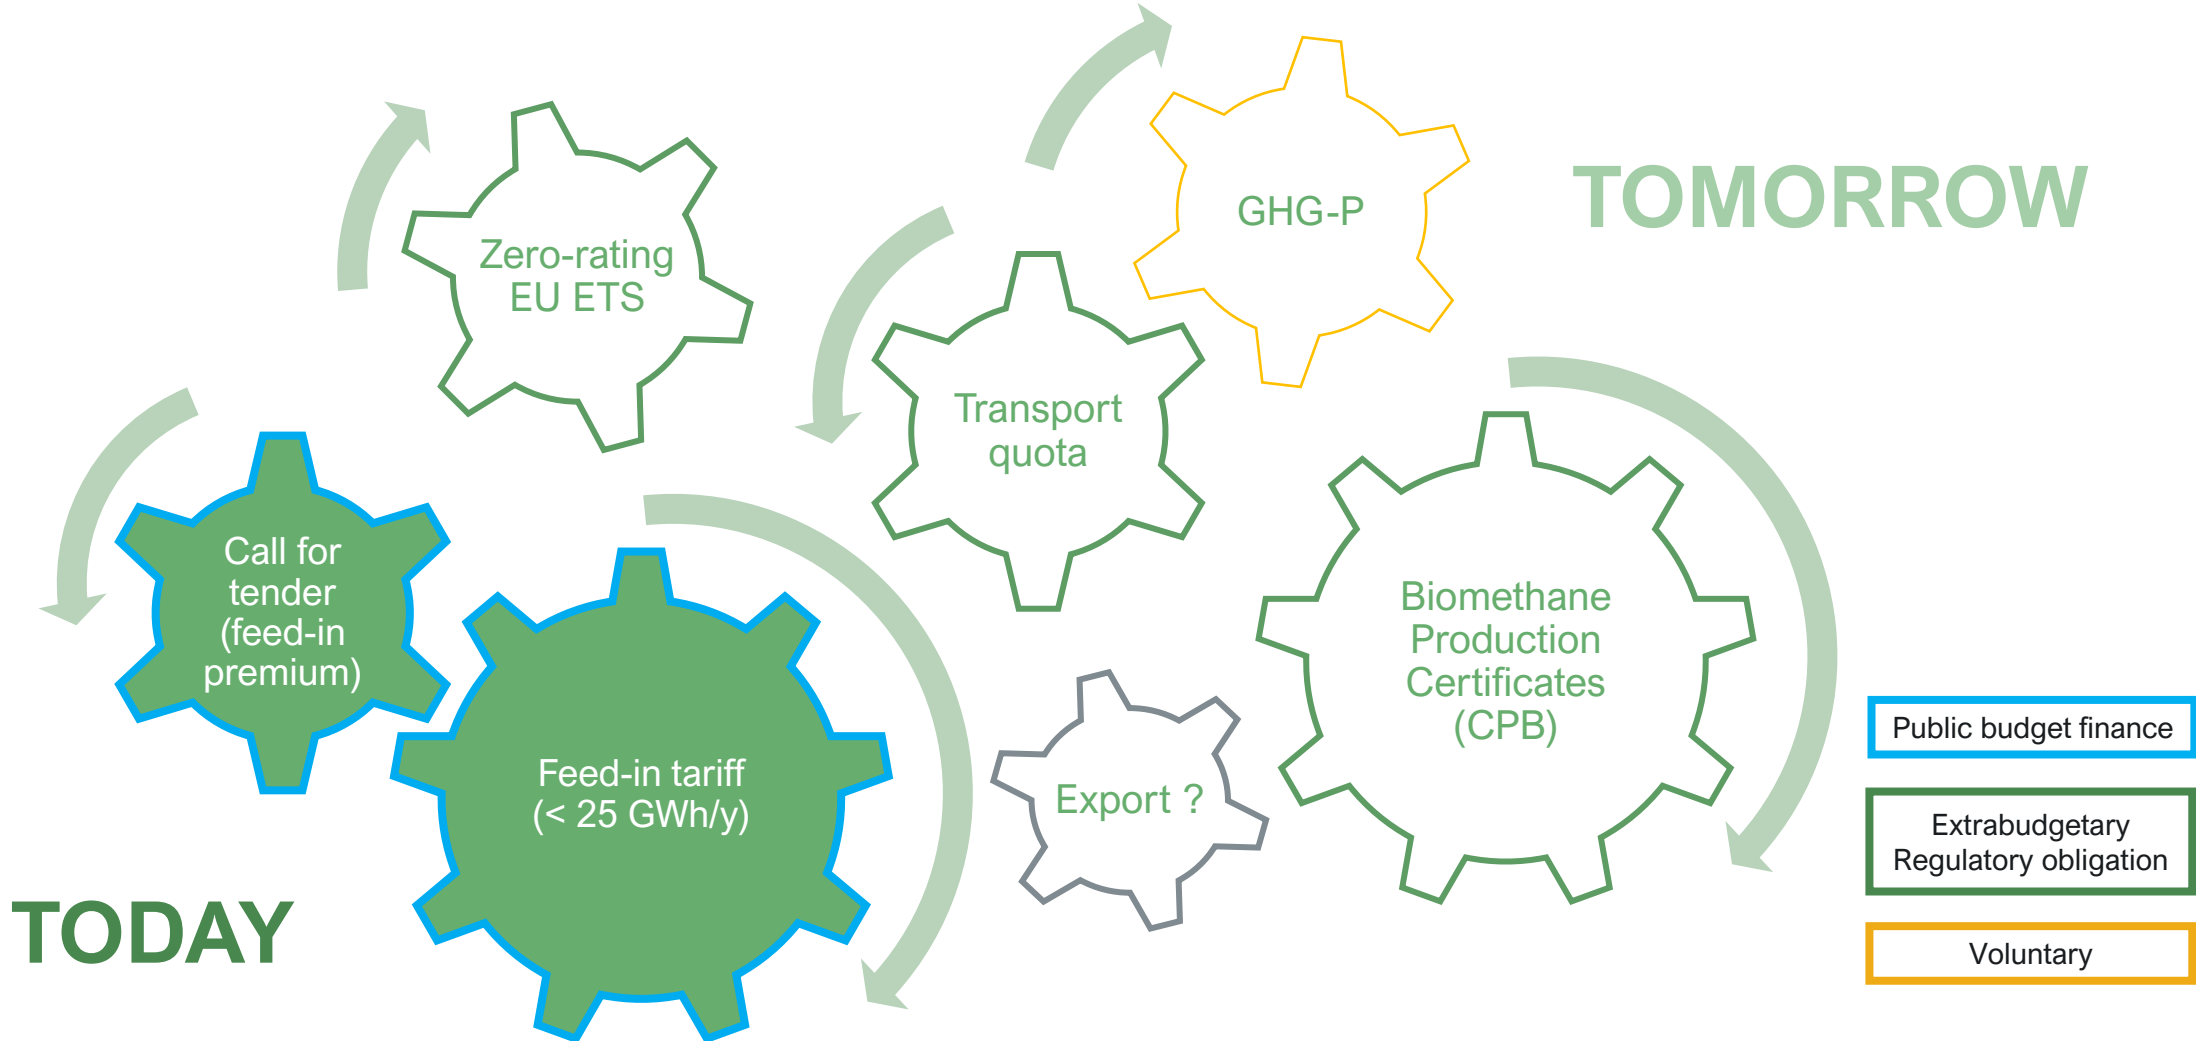 TOMORROW
GHG-P
Zero-rating
EU ETS
Transport
quota
Call for
tender
(feed-in
premium)
Feed-in tariff
(< 25 GWh/y)
Export ?
Biomethane
Production
Certificates
(CPB)
TODAY
Public budget finance
Extrabudgetary
Regulatory obligation
Voluntary